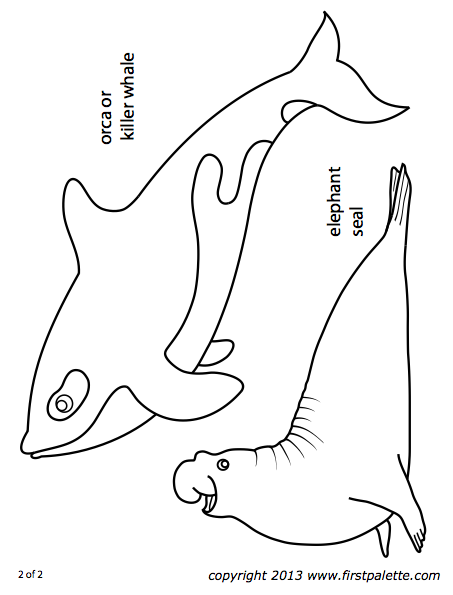 orca or
killer whale
elephant
seal
2 of 2
copyright 2013 www.firstpalette.com